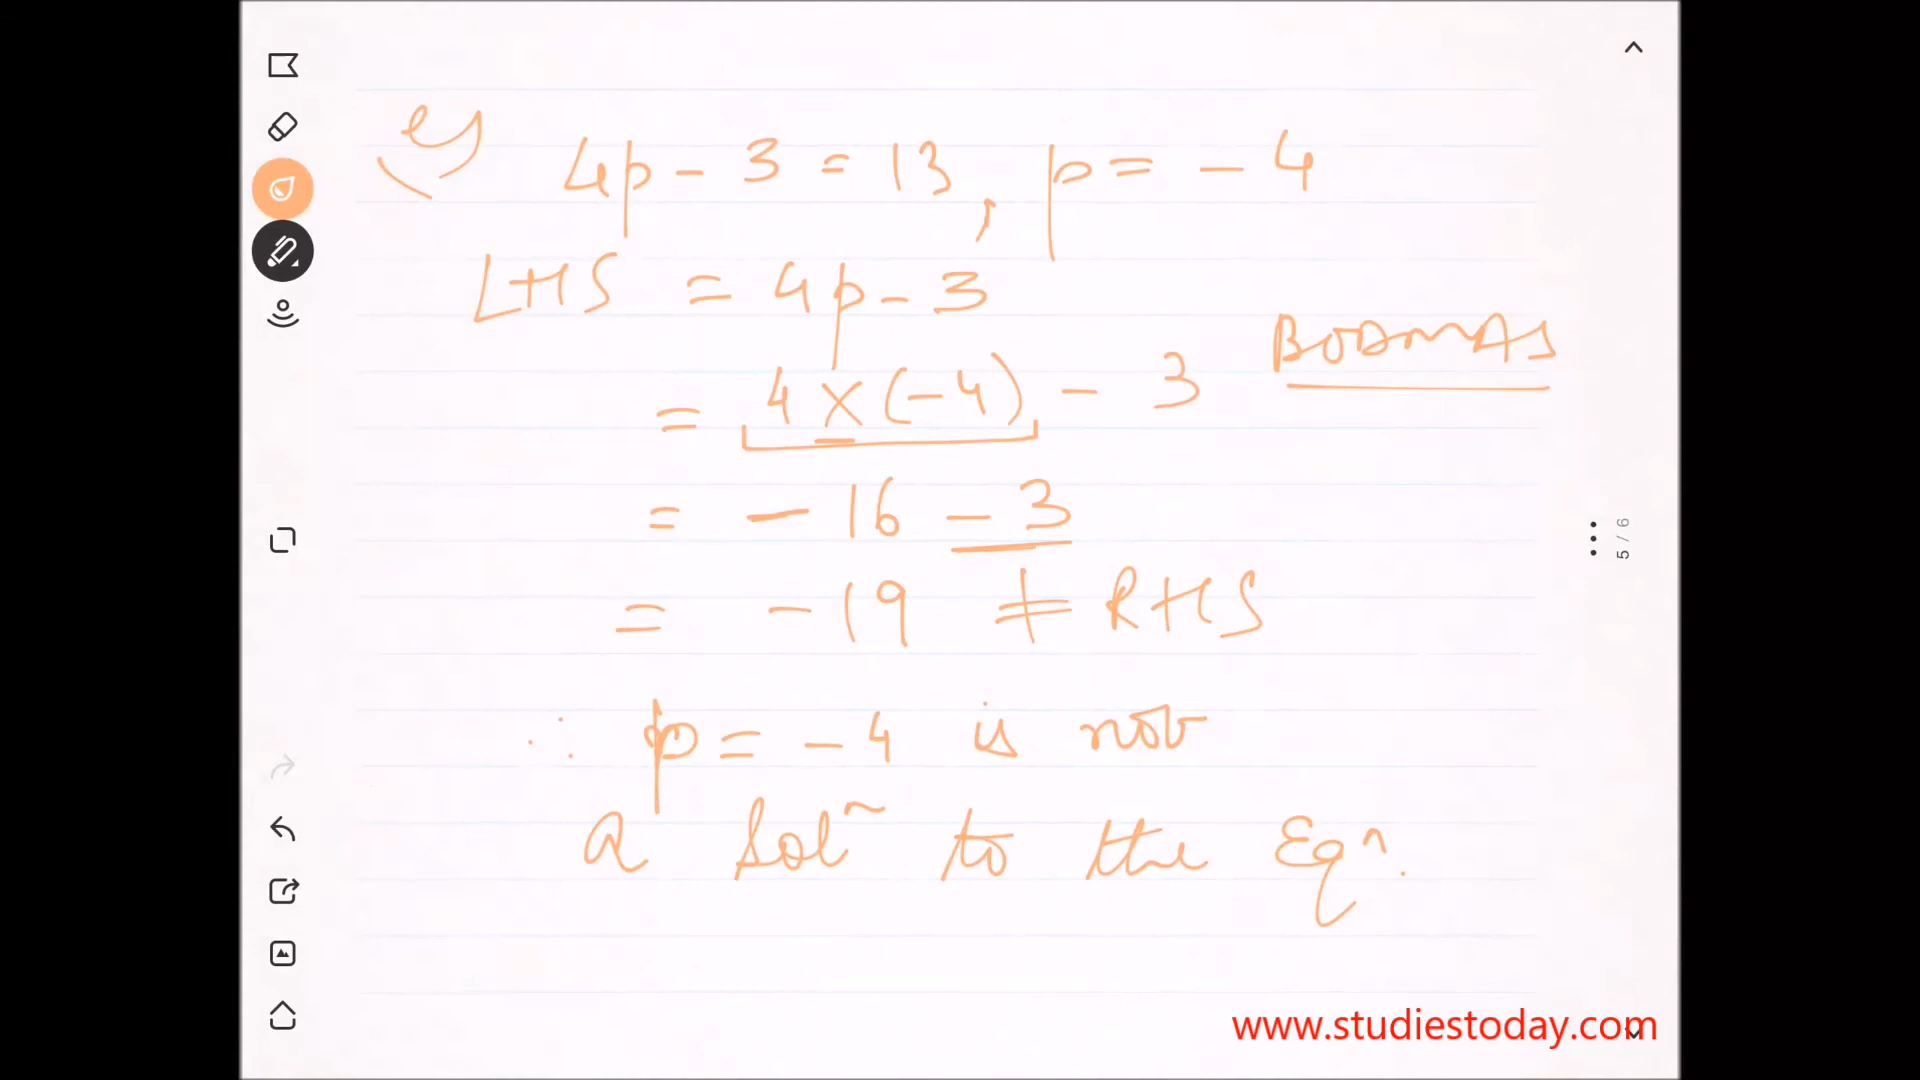 (e) 4p - 3 = 13, p = - 4
LHS = 4p - 3
= 4 × (-4) - 3
BODMAS
= - 16 - 3
= - 19 ≠ RHS
∴ p = - 4 is not
a Solⁿ to the Eqⁿ.
5 / 6
www.studiestoday.com